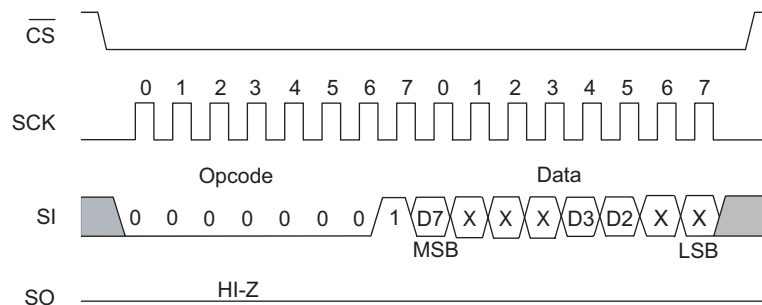 CS
0 1 2 3 4 5 6 7 0 1 2 3 4 5 6 7
SCK
Opcode Data
SI 0 0 0 0 0 0 0 1 D7 X X X D3 D2 X X
MSB LSB
HI-Z
SO